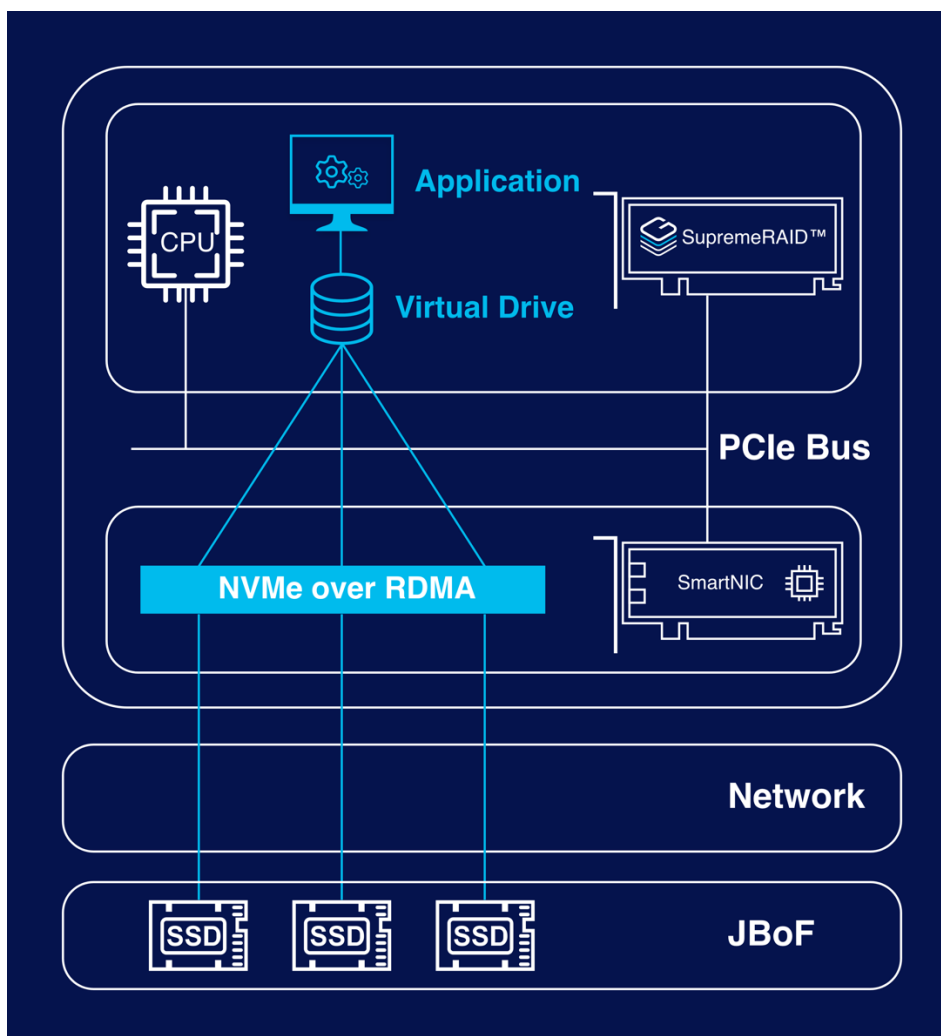 Application
CPU
SupremeRAID™
Virtual Drive
PCIe Bus
NVMe over RDMA
SmartNIC
Network
SSD
SSD
SSD
JBoF